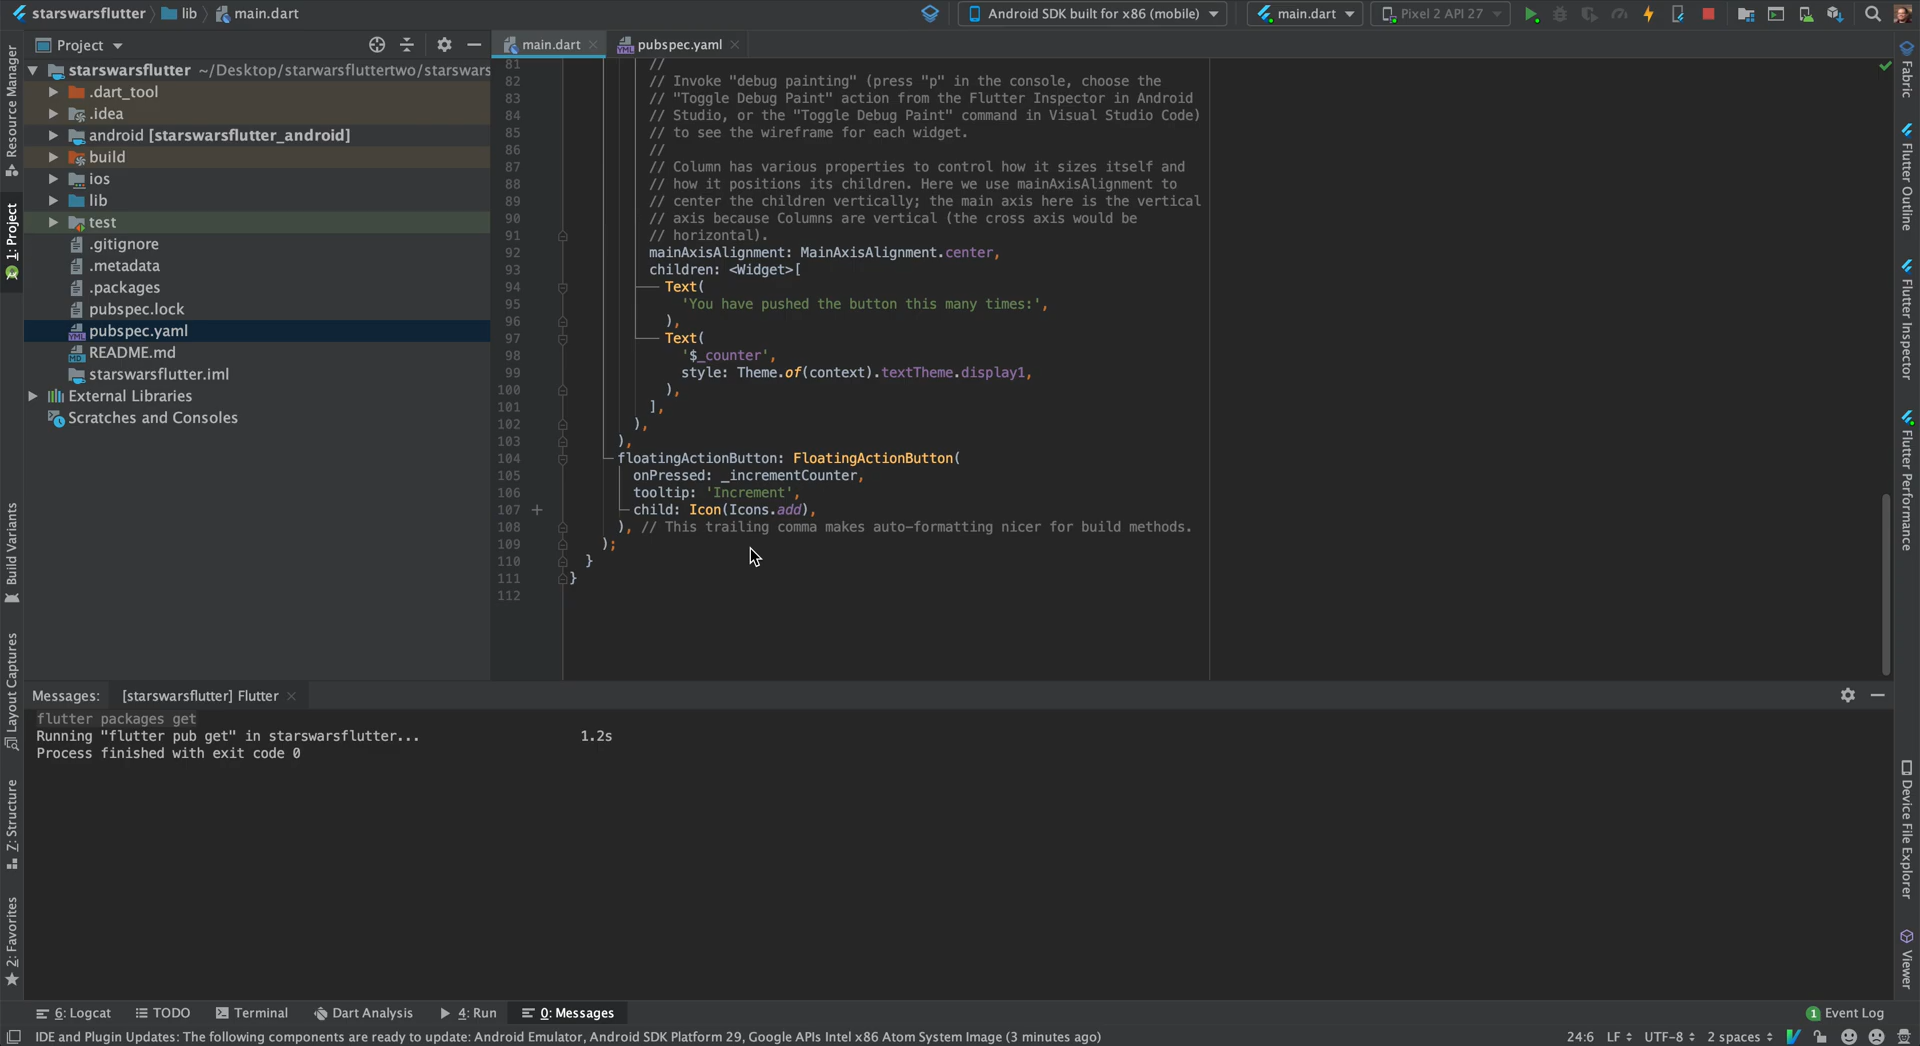 starswarsflutter lib main.dart Android SDK built for x86 (mobile) main.dart Pixel 2 API 27
Project
main.dart pubspec.yaml
starswarsflutter ~/Desktop/starwarsfluttertwo/starswars
.dart_tool
.idea
android [starswarsflutter_android]
build
ios
lib
test
.gitignore
.metadata
.packages
pubspec.lock
pubspec.yaml
README.md
starswarsflutter.iml
External Libraries
Scratches and Consoles
81 //
82 // Invoke "debug painting" (press "p" in the console, choose the
83 // "Toggle Debug Paint" action from the Flutter Inspector in Android
84 // Studio, or the "Toggle Debug Paint" command in Visual Studio Code)
85 // to see the wireframe for each widget.
86 //
87 // Column has various properties to control how it sizes itself and
88 // how it positions its children. Here we use mainAxisAlignment to
89 // center the children vertically; the main axis here is the vertical
90 // axis because Columns are vertical (the cross axis would be
91 // horizontal).
92 mainAxisAlignment: MainAxisAlignment.center,
93 children: <Widget>[
94 Text(
95 'You have pushed the button this many times:',
96 ),
97 Text(
98 '$_counter',
99 style: Theme.of(context).textTheme.display1,
100 ),
101 ],
102 ),
103 ),
104 floatingActionButton: FloatingActionButton(
105 onPressed: _incrementCounter,
106 tooltip: 'Increment',
107 child: Icon(Icons.add),
108 ), // This trailing comma makes auto-formatting nicer for build methods.
109 );
110 }
111 }
112
Messages: [starswarsflutter] Flutter
flutter packages get
Running "flutter pub get" in starswarsflutter... 1.2s
Process finished with exit code 0
Resource Manager
1: Project
Build Variants
Layout Captures
Z: Structure
2: Favorites
Fabric
Flutter Outline
Flutter Inspector
Flutter Performance
Device File Explorer
Viewer
6: Logcat TODO Terminal Dart Analysis 4: Run 0: Messages 1 Event Log
IDE and Plugin Updates: The following components are ready to update: Android Emulator, Android SDK Platform 29, Google APIs Intel x86 Atom System Image (3 minutes ago) 24:6 LF UTF-8 2 spaces